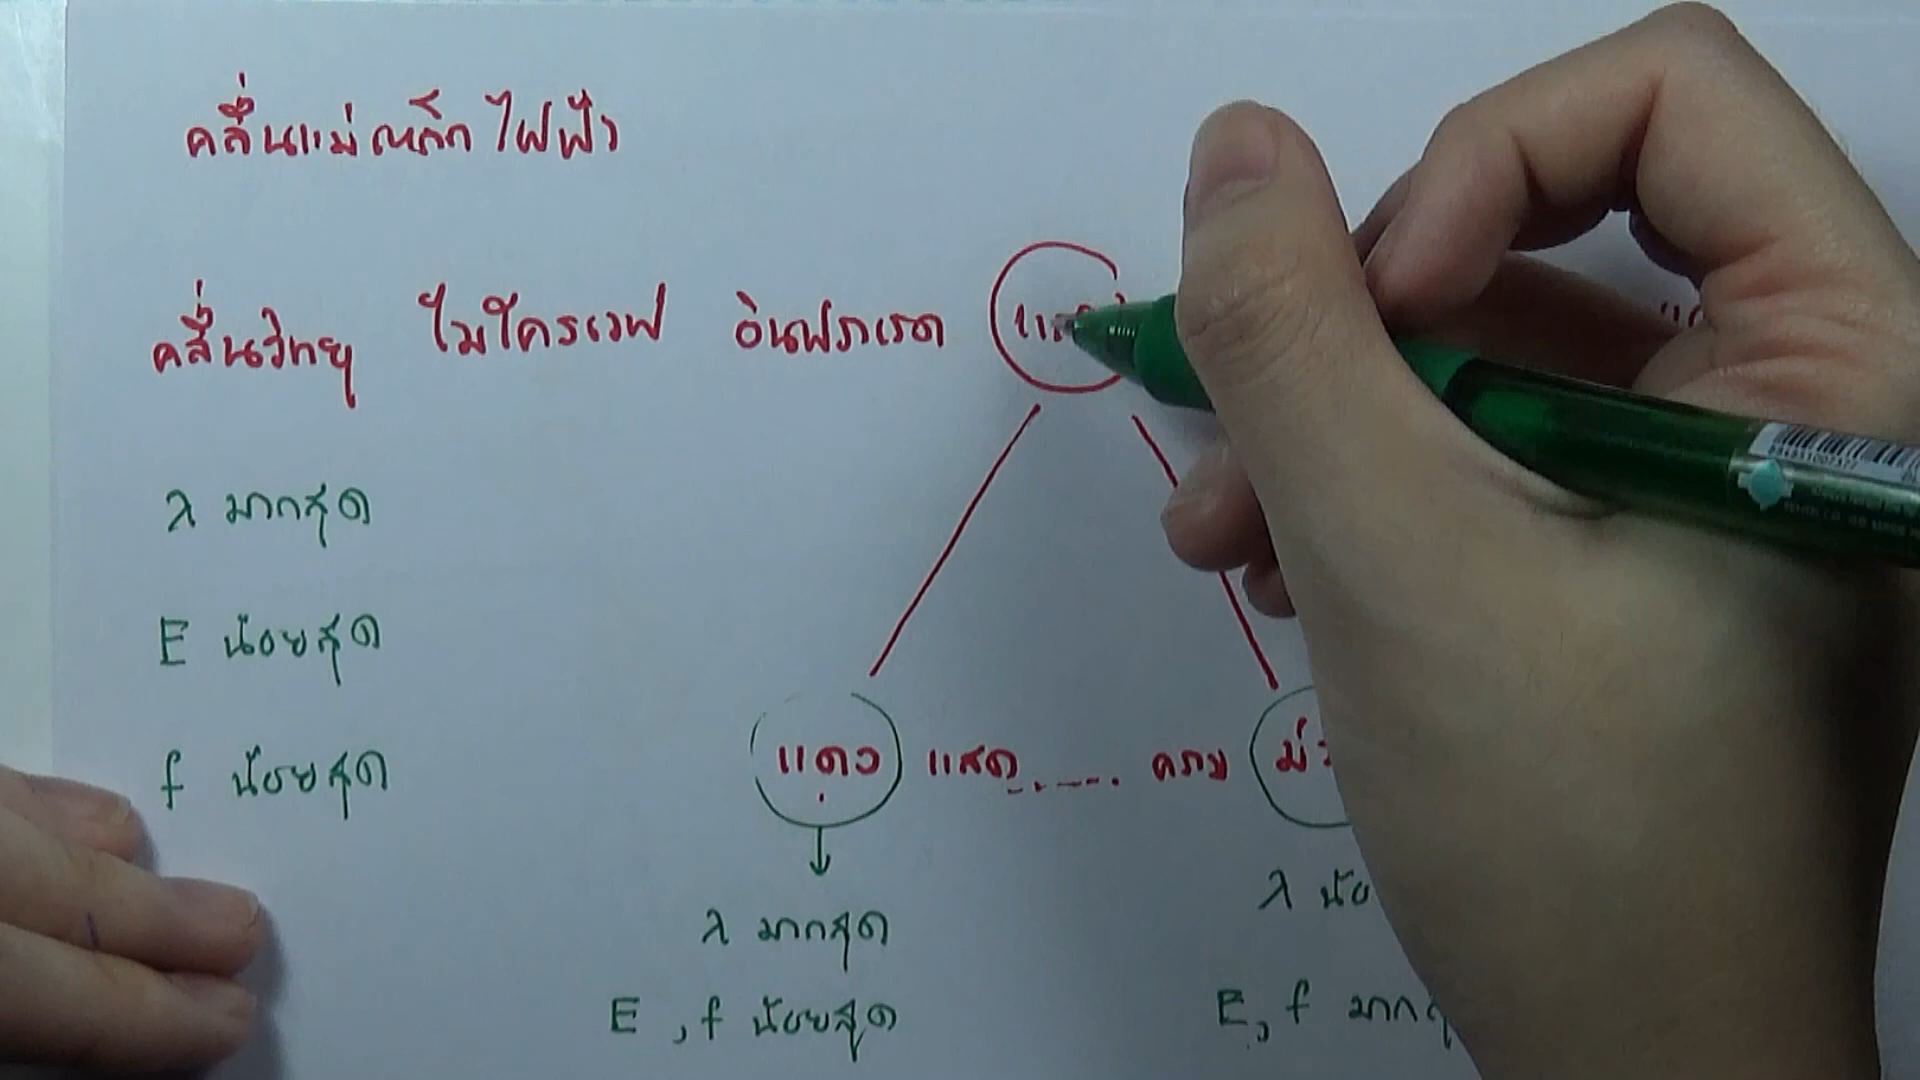 คลื่นแม่เหล็กไฟฟ้า
คลื่นวิทยุ ไมโครเวฟ อินฟราเรด
λ มากสุด
E น้อยสุด
f น้อยสุด
แดง แสด...... คราม
λ มากสุด
E , f น้อยสุด E, f